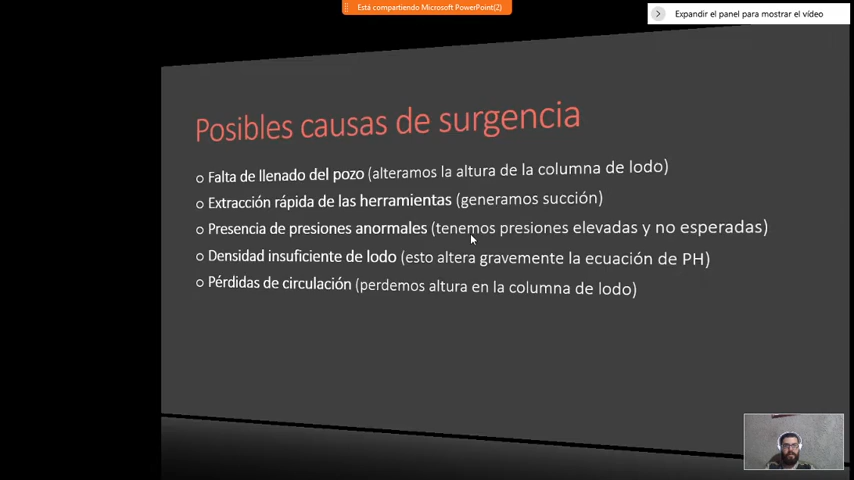 Está compartiendo Microsoft PowerPoint(2)
Expandir el panel para mostrar el vídeo
Posibles causas de surgencia
Falta de llenado del pozo (alteramos la altura de la columna de lodo)
Extracción rápida de las herramientas (generamos succión)
Presencia de presiones anormales (tenemos presiones elevadas y no esperadas)
Densidad insuficiente de lodo (esto altera gravemente la ecuación de PH)
Pérdidas de circulación (perdemos altura en la columna de lodo)